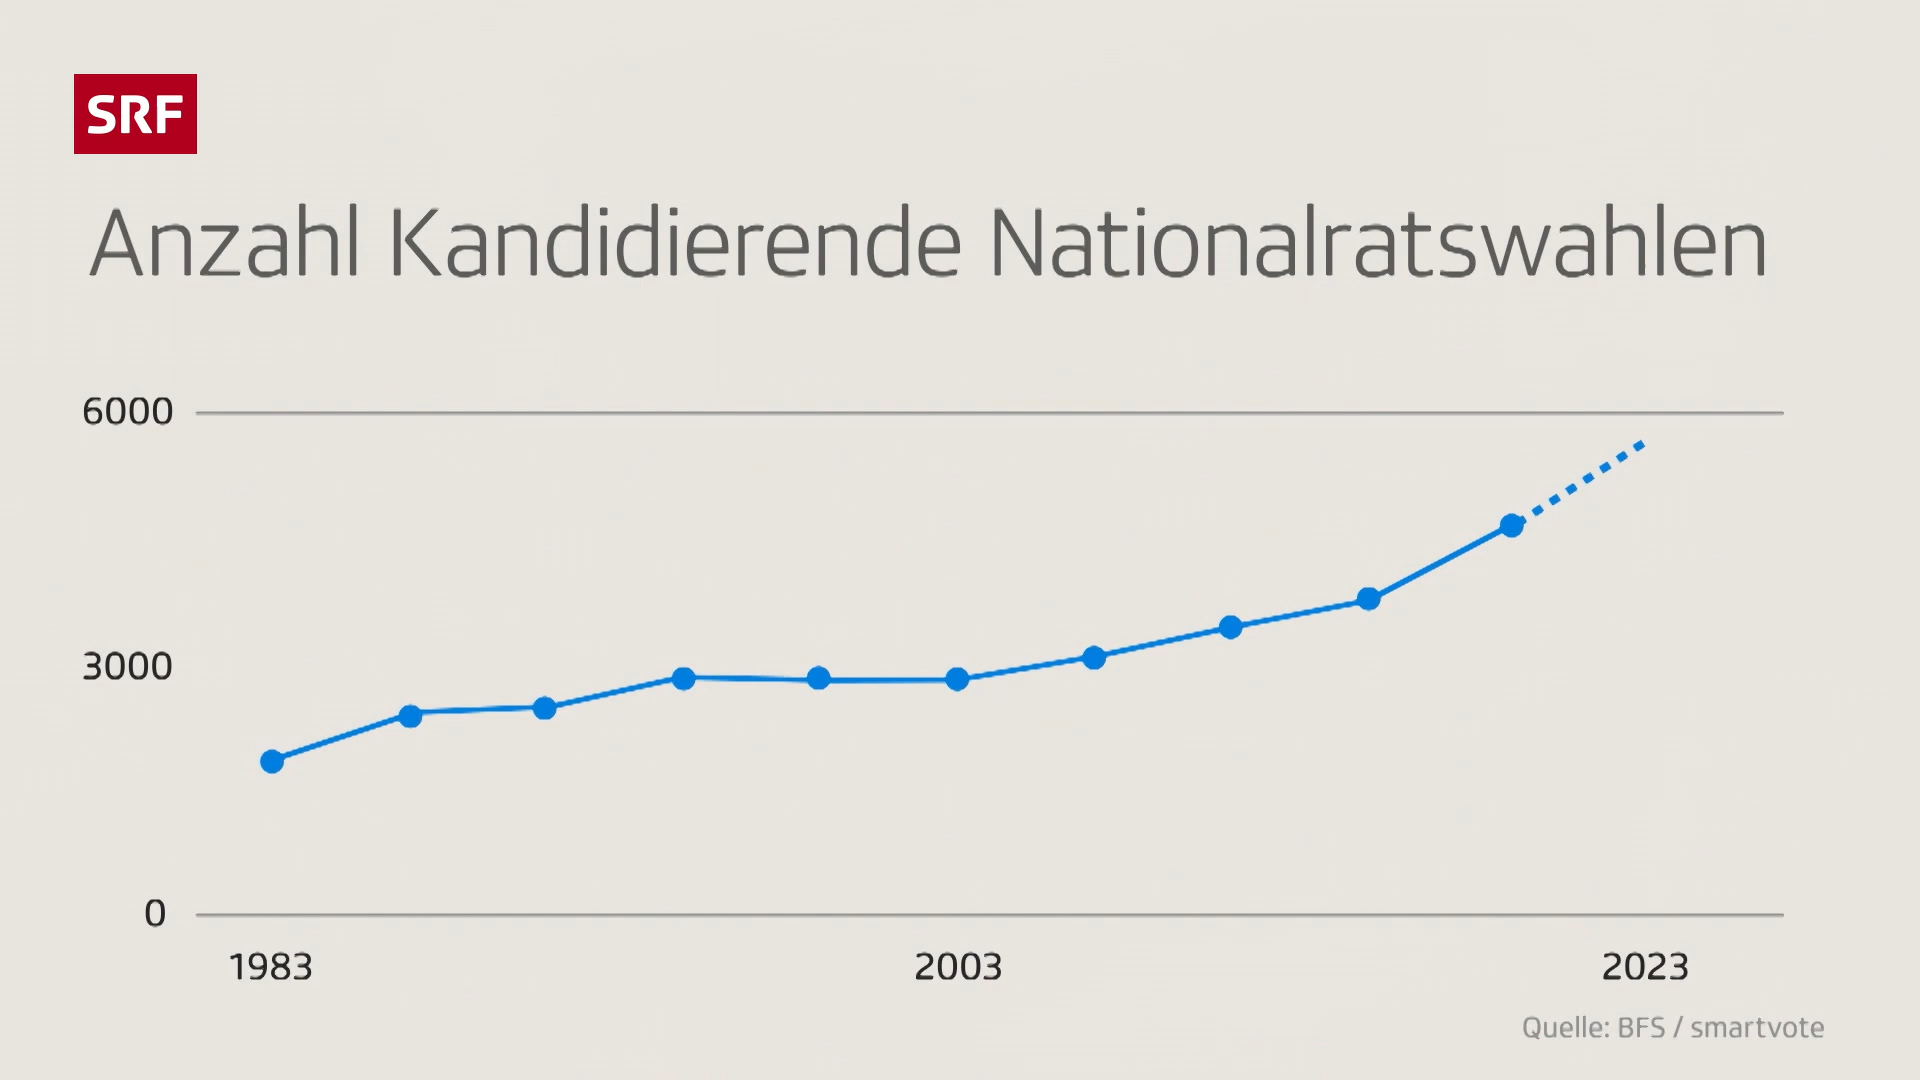 SRF
Anzahl Kandidierende Nationalratswahlen
6000
3000
0
1983 2003 2023
Quelle: BFS / smartvote